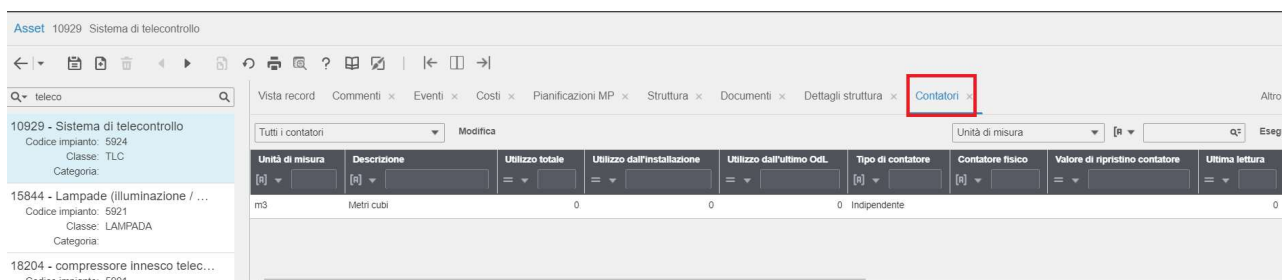 Asset 10929 Sistema di telecontrollo
teleco
Vista record Commenti × Eventi × Costi × Pianificazioni MP × Struttura × Documenti × Dettagli struttura × Contatori × Altro
10929 - Sistema di telecontrollo
Codice impianto: 5924
Classe: TLC
Categoria:
15844 - Lampade (illuminazione / ...
Codice impianto: 5921
Classe: LAMPADA
Categoria:
18204 - compressore innesco telec...
Tutti i contatori Modifica Unità di misura [A] Eseg
Unità di misura Descrizione Utilizzo totale Utilizzo dall'installazione Utilizzo dall'ultimo OdL Tipo di contatore Contatore fisico Valore di ripristino contatore Ultima lettura
[A] [A] = = = [A] [A] = =
m3 Metri cubi 0 0 0 Indipendente 0